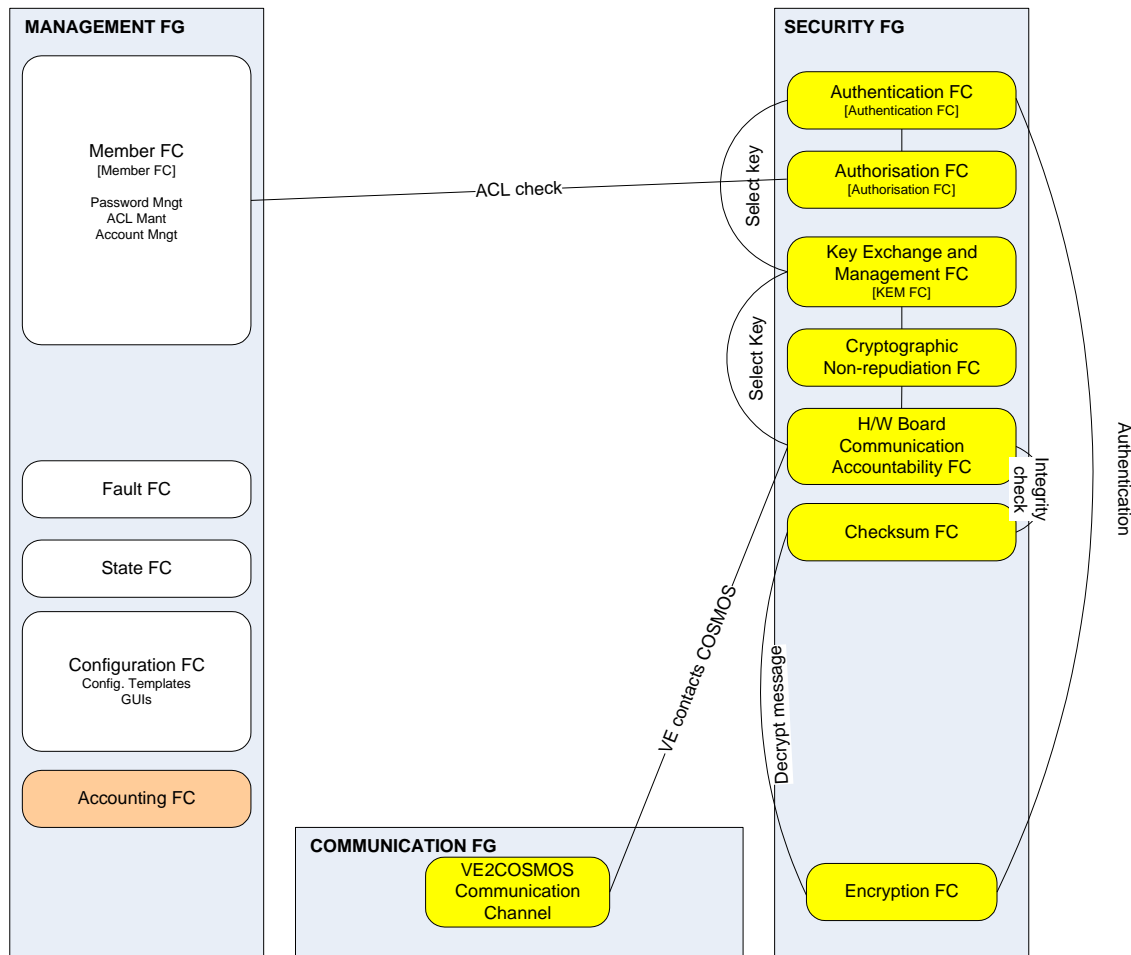 MANAGEMENT FG
Member FC
[Member FC]
Password Mngt
ACL Mant
Account Mngt
Fault FC
State FC
Configuration FC
Config. Templates
GUIs
Accounting FC
ACL check
COMMUNICATION FG
VE2COSMOS
Communication
Channel
VE contacts COSMOS
SECURITY FG
Authentication FC
[Authentication FC]
Select key
Authorisation FC
[Authorisation FC]
Key Exchange and
Management FC
[KEM FC]
Select Key
Cryptographic
Non-repudiation FC
H/W Board
Communication
Accountability FC
Integrity
check
Checksum FC
Decrypt message
Encryption FC
Authentication